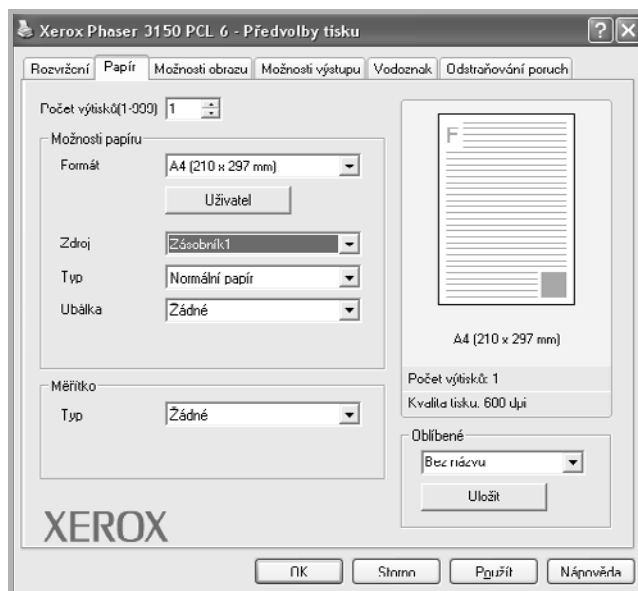 Xerox Phaser 3150 PCL 6 - Předvolby tisku
Rozvržení Papír Možnosti obrazu Možnosti výstupu Vodoznak Odstraňování poruch
Počet výtisků(1-999) 1
Možnosti papíru
Formát A4 (210 x 297 mm)
Uživatel
Zdroj Zásobník1
Typ Normální papír
Obálka Žádné
Měřítko
Typ Žádné
F
A4 (210 x 297 mm)
Počet výtisků: 1
Kvalita tisku: 600 dpi
Oblíbené
Bez názvu
Uložit
XEROX
OK Storno Použít Nápověda